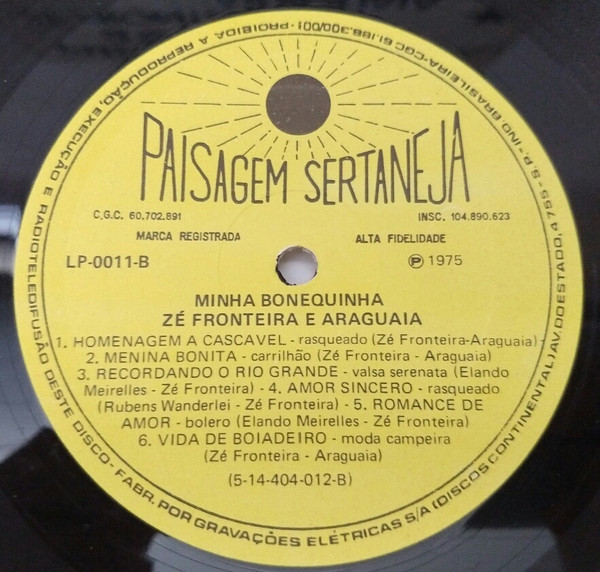 PAISAGEM SERTANEJA
C.G.C. 60.702.891
INSC. 104.890.623
MARCA REGISTRADA
ALTA FIDELIDADE
LP-0011-B
℗ 1975
MINHA BONEQUINHA
ZÉ FRONTEIRA E ARAGUAIA
1. HOMENAGEM A CASCAVEL - rasqueado (Zé Fronteira-Araguaia)
2. MENINA BONITA - carrilhão (Zé Fronteira - Araguaia)
3. RECORDANDO O RIO GRANDE - valsa serenata (Elando
Meirelles - Zé Fronteira) - 4. AMOR SINCERO - rasqueado
(Rubens Wanderlei - Zé Fronteira) - 5. ROMANCE DE
AMOR - bolero (Elando Meirelles - Zé Fronteira)
6. VIDA DE BOIADEIRO - moda campeira
(Zé Fronteira - Araguaia)
(5-14-404-012-B)
PROIBIDA A REPRODUÇÃO, EXECUÇÃO E RADIOTELEDIFUSÃO DESTE DISCO - FABR. POR GRAVAÇÕES ELÉTRICAS S/A (DISCOS CONTINENTAL) AV. DO ESTADO, 4755 - S.P. - IND. BRASILEIRA - CGC 61.186.300/001 -